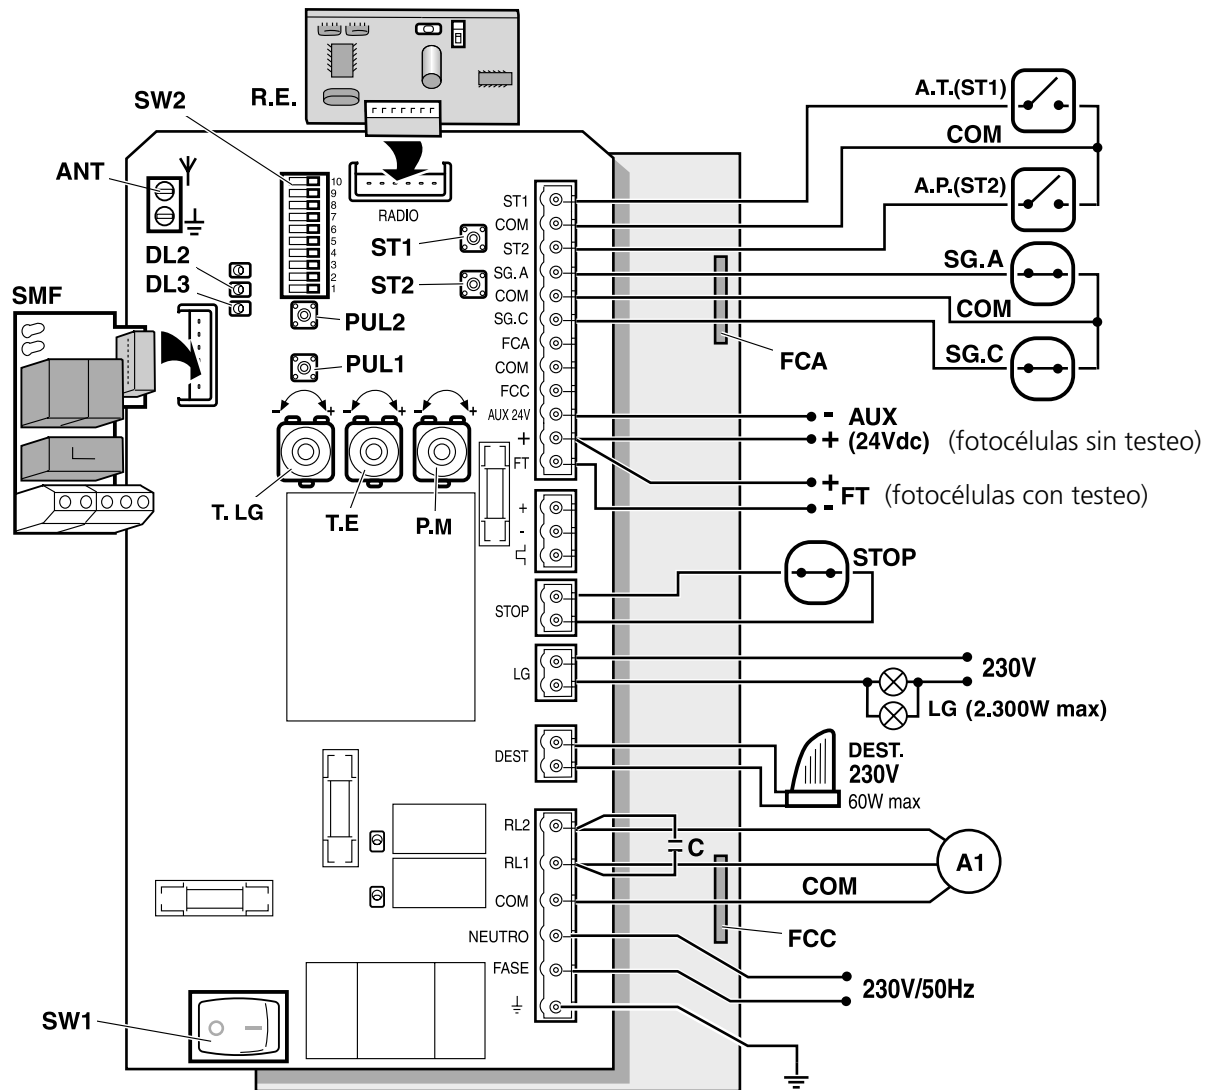 R.E.
SW2
ANT
DL2
DL3
SMF
10
9
8
7
6
5
4
3
2
1
RADIO
ST1
ST2
PUL2
PUL1
- +
- +
- +
T. LG
T.E
P.M
SW1
ST1
COM
ST2
SG.A
COM
SG.C
FCA
COM
FCC
AUX 24V
+
FT
+
-
STOP
LG
DEST
RL2
RL1
COM
NEUTRO
FASE
A.T.(ST1)
COM
A.P.(ST2)
SG.A
COM
SG.C
FCA
- AUX
+ (24Vdc) (fotocélulas sin testeo)
+
FT (fotocélulas con testeo)
-
STOP
230V
LG (2.300W max)
DEST.
230V
60W max
C
A1
COM
FCC
230V/50Hz